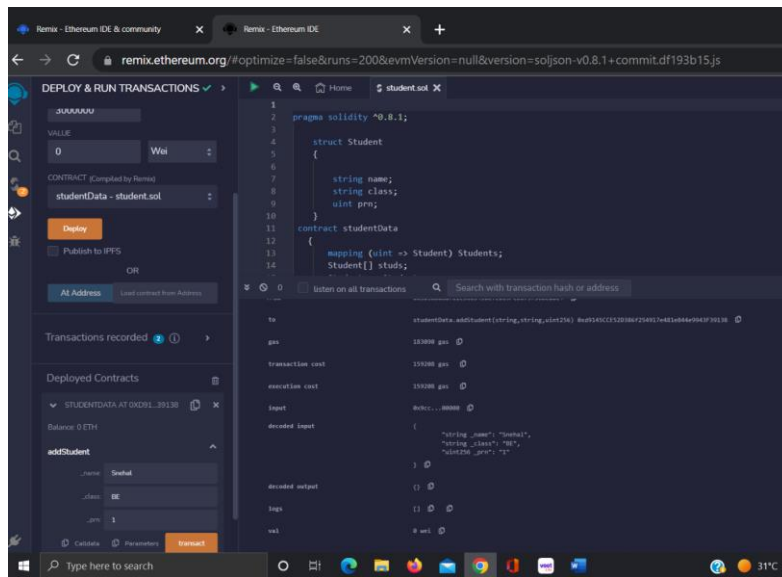 Remix - Ethereum IDE & community
Remix - Ethereum IDE
remix.ethereum.org/#optimize=false&runs=200&evmVersion=null&version=soljson-v0.8.1+commit.df193b15.js
DEPLOY & RUN TRANSACTIONS
3000000
VALUE
0 Wei
CONTRACT (Compiled by Remix)
studentData - student.sol
Deploy
Publish to IPFS
OR
At Address Load contract from Address
Transactions recorded 2
Deployed Contracts
STUDENTDATA AT 0XD91...39138
Balance: 0 ETH
addStudent
_name: Snehal
_class: BE
_prn: 1
Calldata Parameters transact
Home student.sol
1
2 pragma solidity ^0.8.1;
3
4 struct Student
5 {
6
7 string name;
8 string class;
9 uint prn;
10 }
11 contract studentData
12 {
13 mapping (uint => Student) Students;
14 Student[] studs;
0 listen on all transactions Search with transaction hash or address
to studentData.addStudent(string,string,uint256)
gas 183090 gas
transaction cost 159208 gas
execution cost 159208 gas
input 0x9cc...00000
decoded input {
"string _name": "Snehal",
"string _class": "BE",
"uint256 _prn": "1"
}
decoded output {}
logs [] 
val 0 wei
Type here to search
31°C